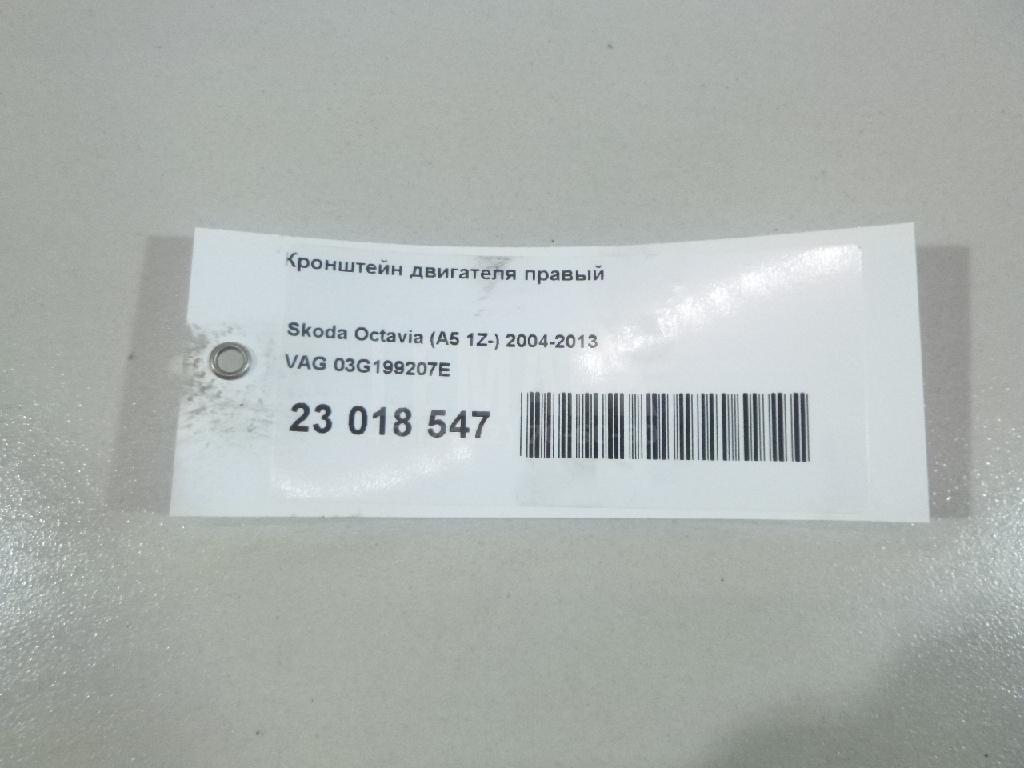 Кронштейн двигателя правый
Skoda Octavia (A5 1Z-) 2004-2013
VAG 03G199207E
23 018 547